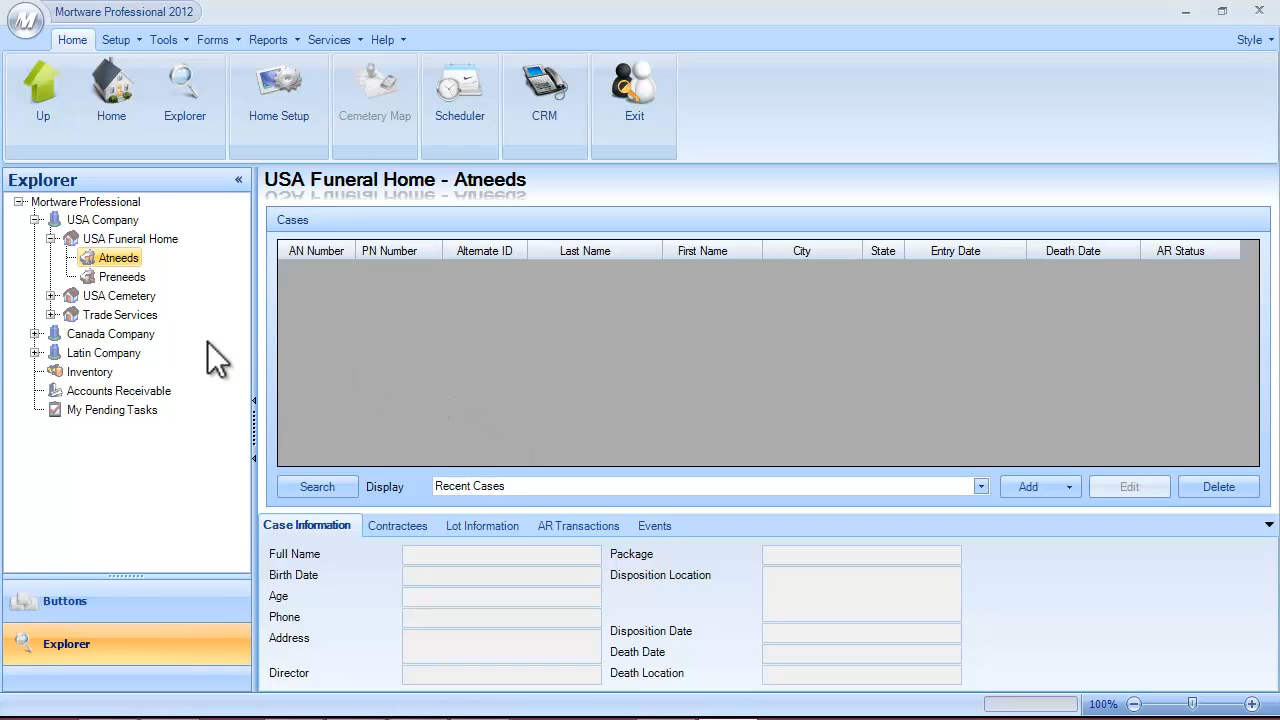 Mortware Professional 2012
Home Setup Tools Forms Reports Services Help Style
Up Home Explorer Home Setup Cemetery Map Scheduler CRM Exit
Explorer «
Mortware Professional
USA Company
USA Funeral Home
Atneeds
Preneeds
USA Cemetery
Trade Services
Canada Company
Latin Company
Inventory
Accounts Receivable
My Pending Tasks
Buttons
Explorer
USA Funeral Home - Atneeds
Cases
AN Number PN Number Alternate ID Last Name First Name City State Entry Date Death Date AR Status
Search Display Recent Cases Add Edit Delete
Case Information Contractees Lot Information AR Transactions Events
Full Name Package
Birth Date Disposition Location
Age
Phone
Address Disposition Date
Death Date
Director Death Location
100%